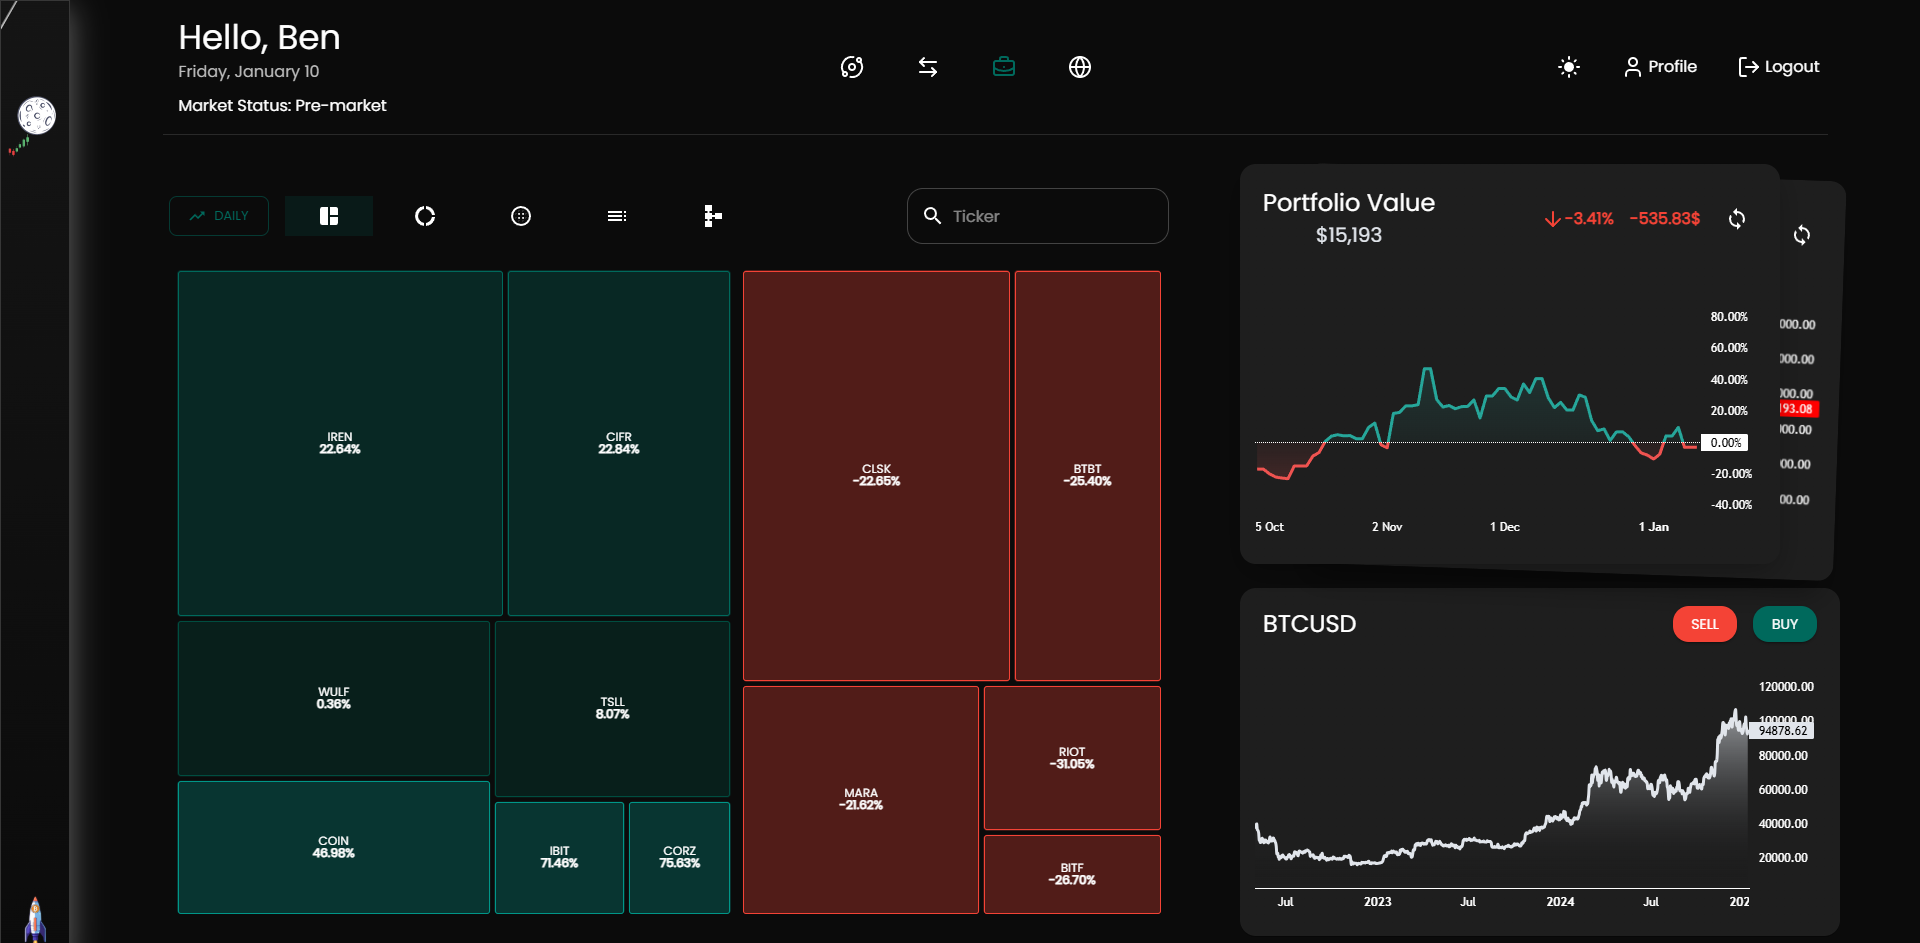 Hello, Ben
Friday, January 10
Market Status: Pre-market
Profile
Logout
DAILY
Ticker
IREN
22.64%
CIFR
22.84%
WULF
0.36%
TSLL
8.07%
COIN
46.98%
IBIT
71.46%
CORZ
75.63%
CLSK
-22.65%
BTBT
-25.40%
MARA
-21.62%
RIOT
-31.05%
BITF
-26.70%
Portfolio Value
$15,193
-3.41% -535.83$
80.00%
60.00%
40.00%
20.00%
0.00%
-20.00%
-40.00%
5 Oct 2 Nov 1 Dec 1 Jan
000.00
000.00
000.00
193.08
000.00
00.00
00.00
BTCUSD
SELL
BUY
120000.00
100000.00
94878.62
80000.00
60000.00
40000.00
20000.00
Jul 2023 Jul 2024 Jul 202